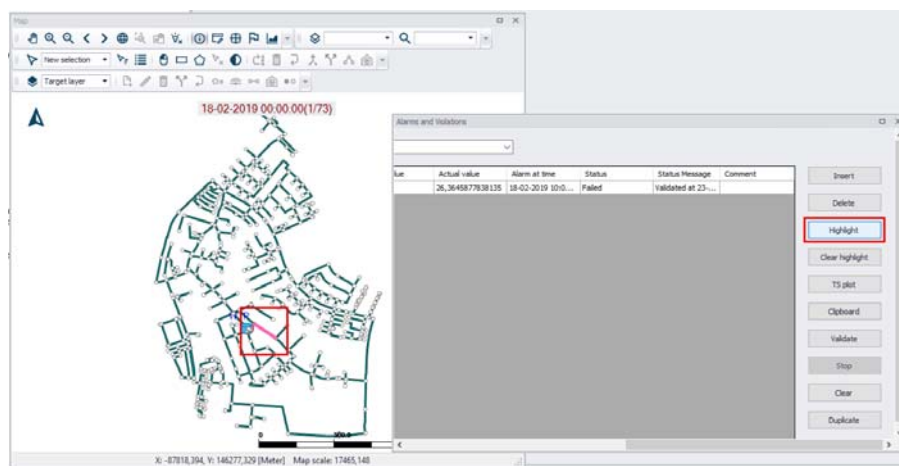 Map
New selection
Target layer
18-02-2019 00:00:00(1/73)
X: -87818,394, Y: 146277,329 [Meter] Map scale: 17465,148
Alarms and Violations
lue Actual value Alarm at time Status Status Message Comment
26,3645877838135 18-02-2019 10:0... Failed Validated at 23-...
Insert
Delete
Highlight
Clear highlight
TS plot
Clipboard
Validate
Stop
Clear
Duplicate
0